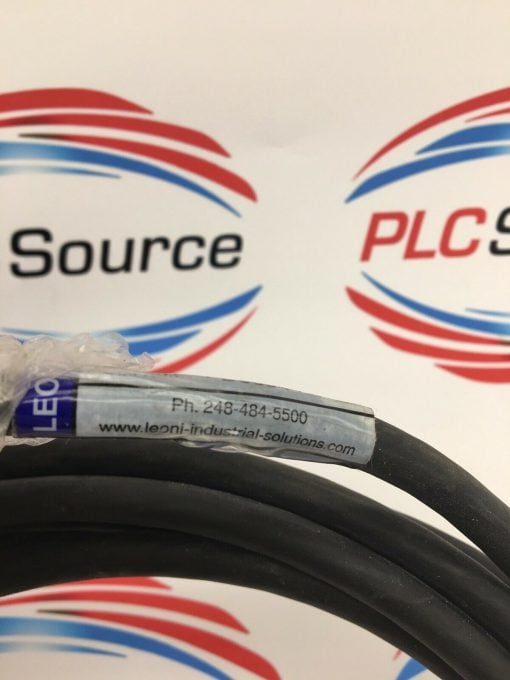 Source
PLCS
LEO
Ph. 248-484-5500
www.leoni-industrial-solutions.com